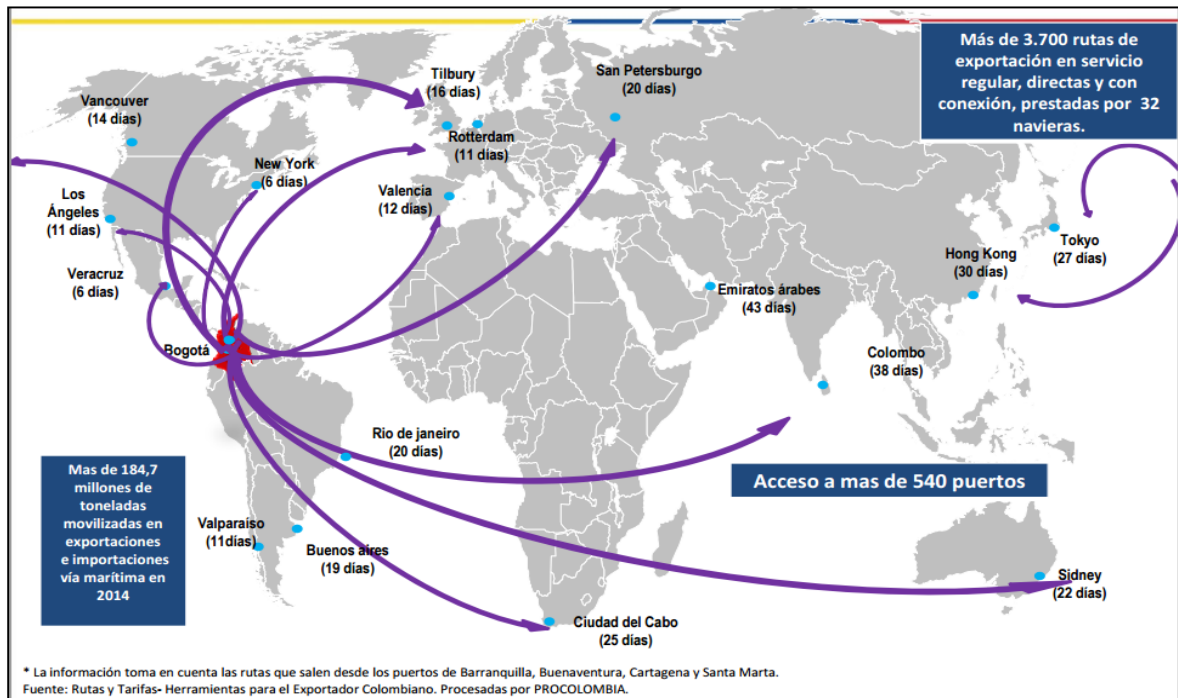 Más de 3.700 rutas de
exportación en servicio
regular, directas y con
conexión, prestadas por 32
navieras.
Vancouver
(14 días)
Tilbury
(16 días)
San Petersburgo
(20 días)
Rotterdam
(11 días)
New York
(6 días)
Valencia
(12 días)
Los
Ángeles
(11 días)
Veracruz
(6 días)
Tokyo
(27 días)
Hong Kong
(30 días)
Emiratos árabes
(43 días)
Bogotá
Colombo
(38 días)
Rio de janeiro
(20 días)
Mas de 184,7
millones de
toneladas
movilizadas en
exportaciones
e importaciones
vía marítima en
2014
Acceso a mas de 540 puertos
Valparaíso
(11días)
Buenos aires
(19 días)
Sidney
(22 días)
Ciudad del Cabo
(25 días)
* La información toma en cuenta las rutas que salen desde los puertos de Barranquilla, Buenaventura, Cartagena y Santa Marta.
Fuente: Rutas y Tarifas- Herramientas para el Exportador Colombiano. Procesadas por PROCOLOMBIA.